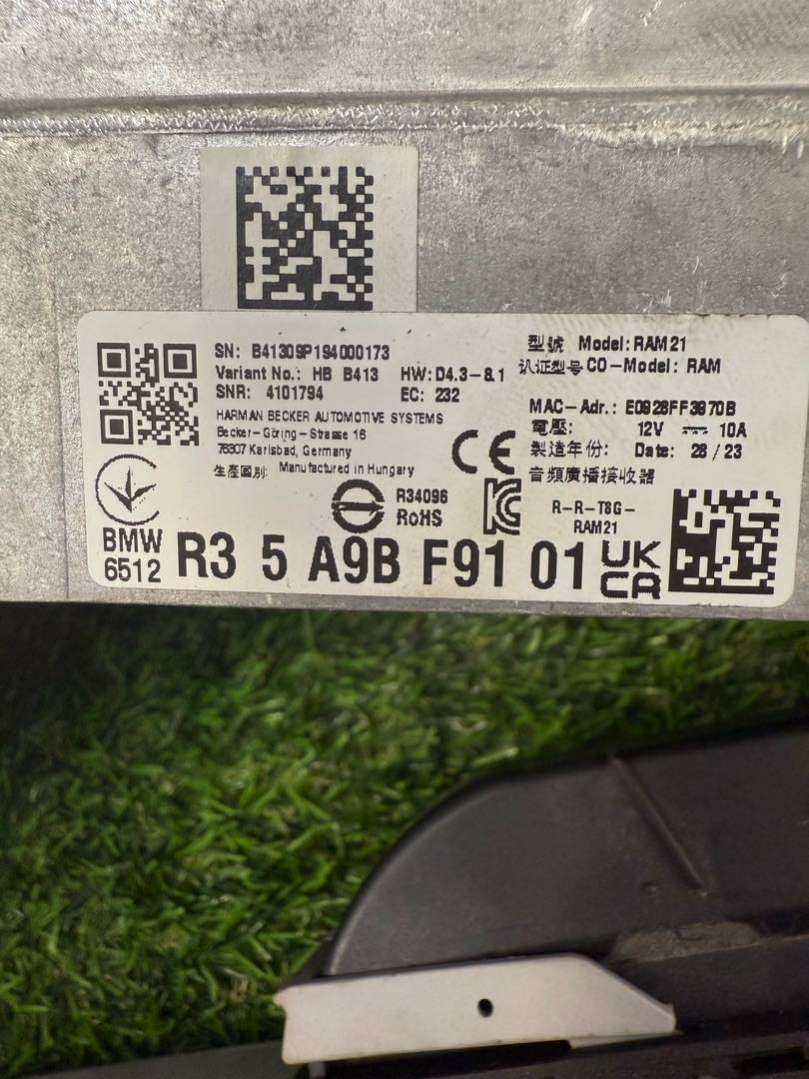 SN: B41309P194000173
Variant No.: HB B413 HW: D4.3-8.1
SNR: 4101794 EC: 232
HARMAN BECKER AUTOMOTIVE SYSTEMS
Becker-Göring-Strasse 16
76307 Karlsbad, Germany
生產國別: Manufactured in Hungary
型號 Model: RAM21
认证型号 CO-Model: RAM
MAC-Adr.: E0928FF3970B
電壓: 12V 10A
製造年份: Date: 28/23
音頻廣播接收器
CE
R34096
RoHS
R-R-T8G-
RAM21
BMW
6512
R3 5 A9B F91 01
UK
CA